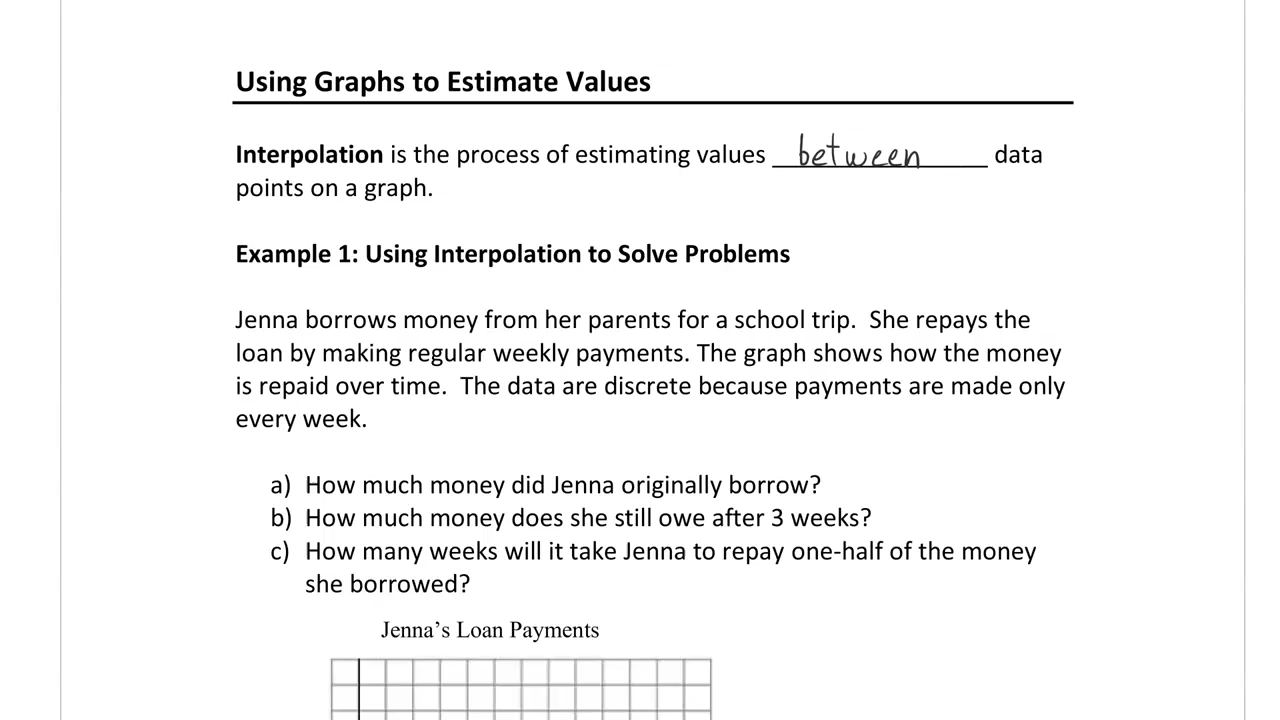 Using Graphs to Estimate Values
Interpolation is the process of estimating values between data
points on a graph.
Example 1: Using Interpolation to Solve Problems
Jenna borrows money from her parents for a school trip.  She repays the
loan by making regular weekly payments. The graph shows how the money
is repaid over time.  The data are discrete because payments are made only
every week.
a) How much money did Jenna originally borrow?
b) How much money does she still owe after 3 weeks?
c) How many weeks will it take Jenna to repay one-half of the money
she borrowed?
Jenna’s Loan Payments